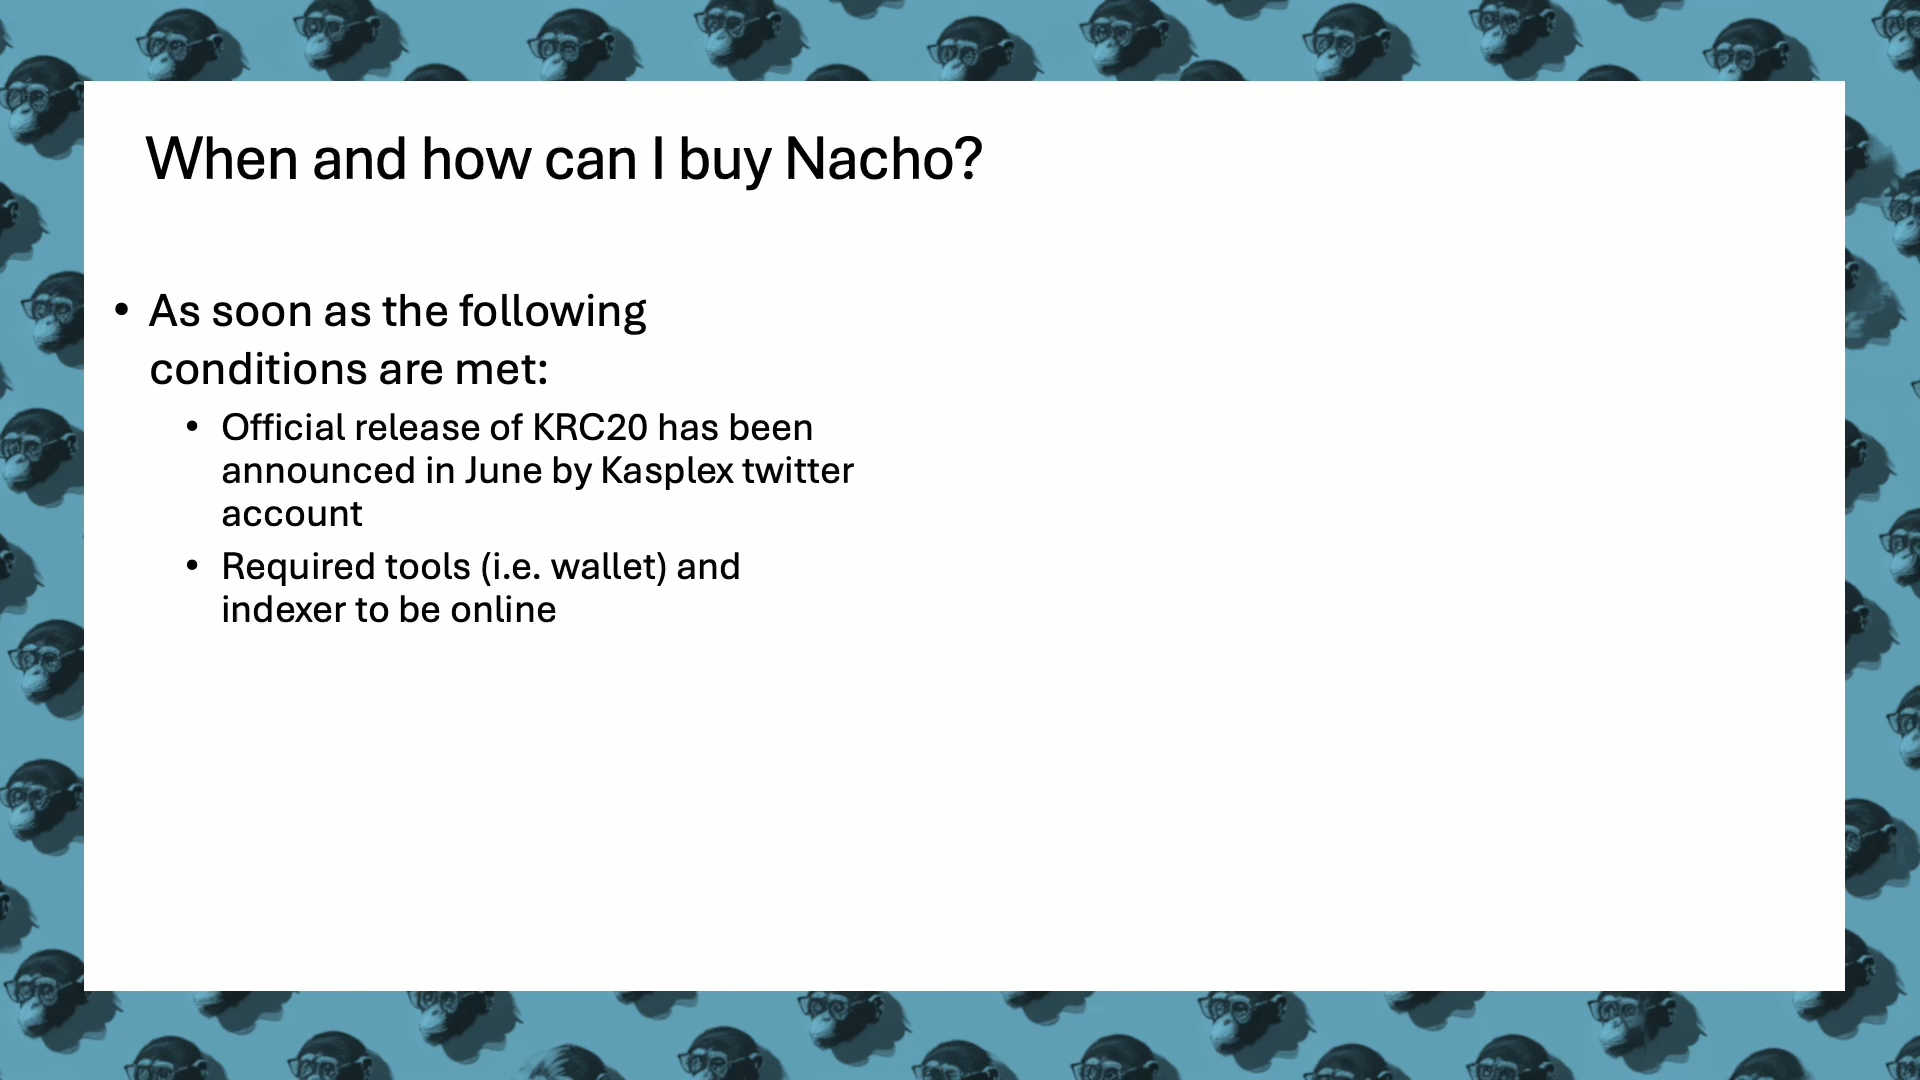 When and how can I buy Nacho?
• As soon as the following
conditions are met:
• Official release of KRC20 has been
announced in June by Kasplex twitter
account
• Required tools (i.e. wallet) and
indexer to be online